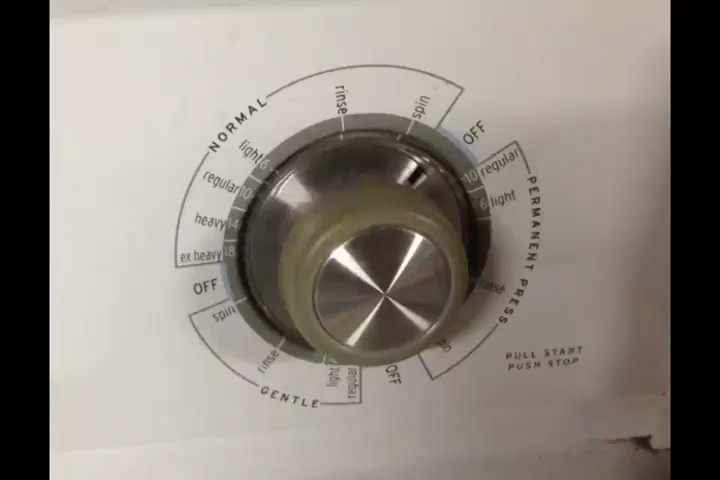 NORMAL
rinse
spin
OFF
light 6
regular 10
heavy 14
ex heavy 18
OFF
10 regular
6 light
rinse
PERMANENT PRESS
spin
rinse
light
regular
GENTLE
OFF
PULL START
PUSH STOP